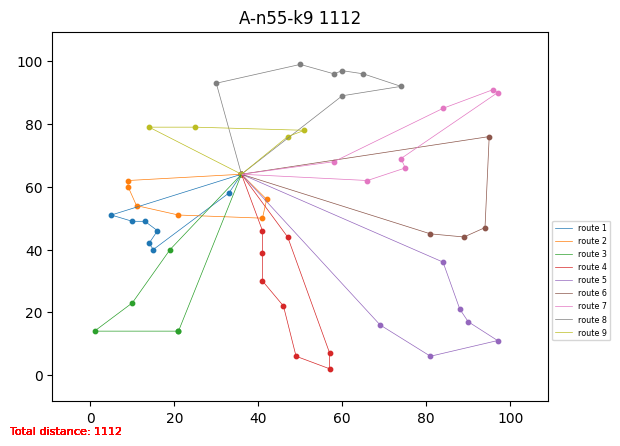 A-n55-k9 1112
100
80
60
40
20
0
0 20 40 60 80 100
route 1
route 2
route 3
route 4
route 5
route 6
route 7
route 8
route 9
Total distance: 1112